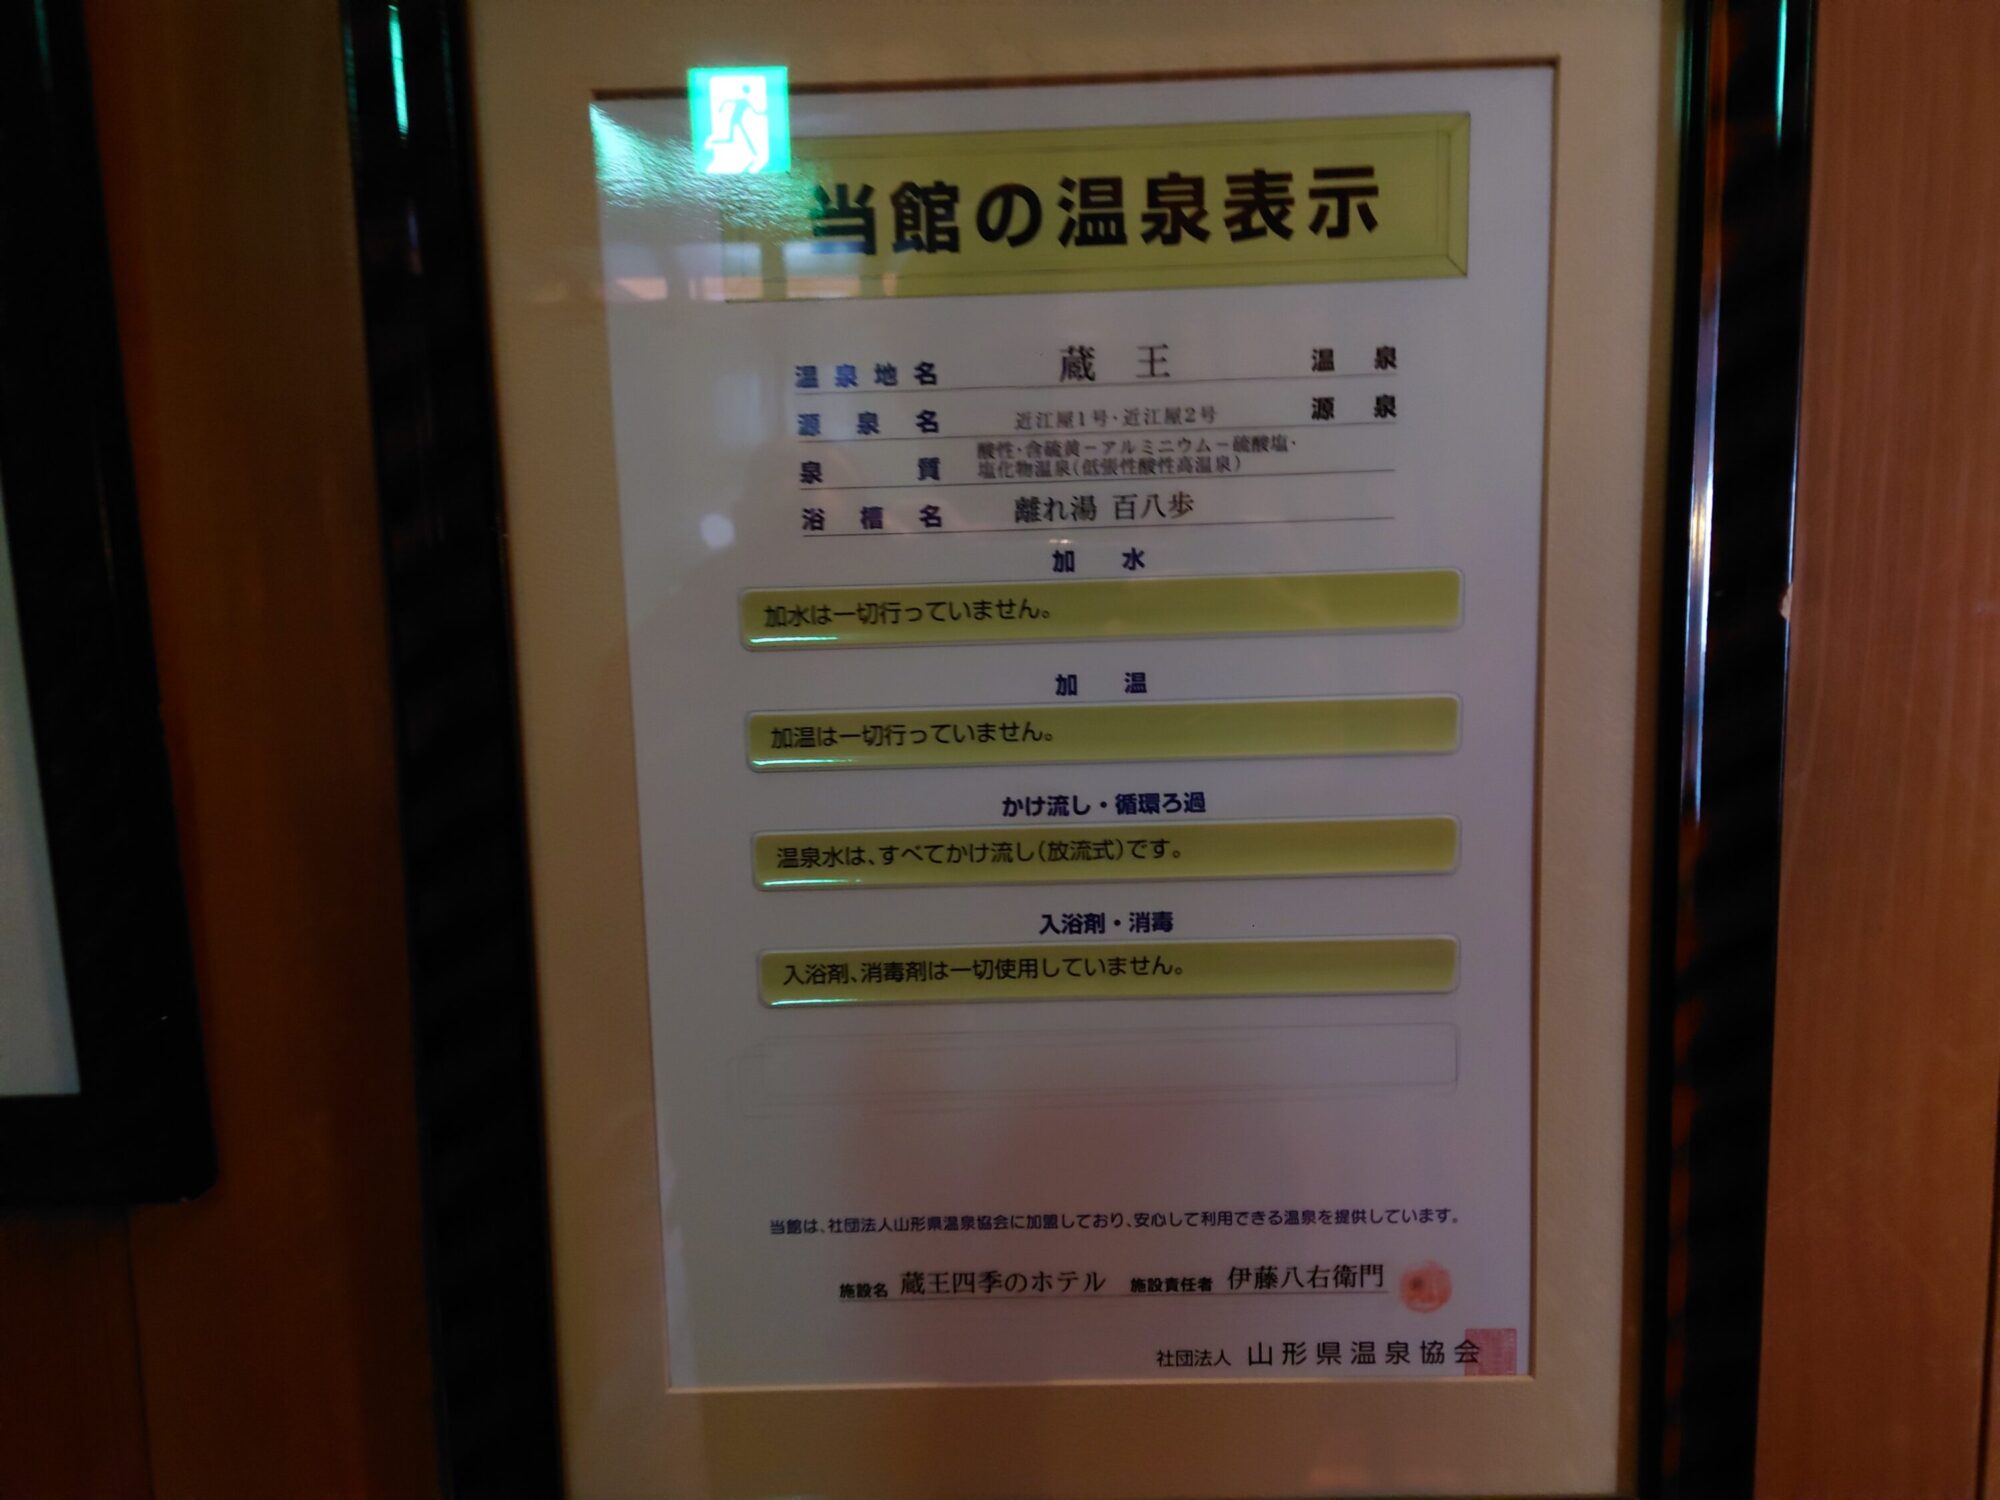 当館の温泉表示
温泉地名 蔵王 温泉
源泉名 近江屋1号・近江屋2号 源泉
泉質 酸性・含硫黄－アルミニウム－硫酸塩・
塩化物温泉(低張性酸性高温泉)
浴槽名 離れ湯 百八歩
加水
加水は一切行っていません。
加温
加温は一切行っていません。
かけ流し・循環ろ過
温泉水は、すべてかけ流し(放流式)です。
入浴剤・消毒
入浴剤、消毒剤は一切使用していません。
当館は、社団法人山形県温泉協会に加盟しており、安心して利用できる温泉を提供しています。
施設名 蔵王四季のホテル 施設責任者 伊藤八右衛門
社団法人 山形県温泉協会